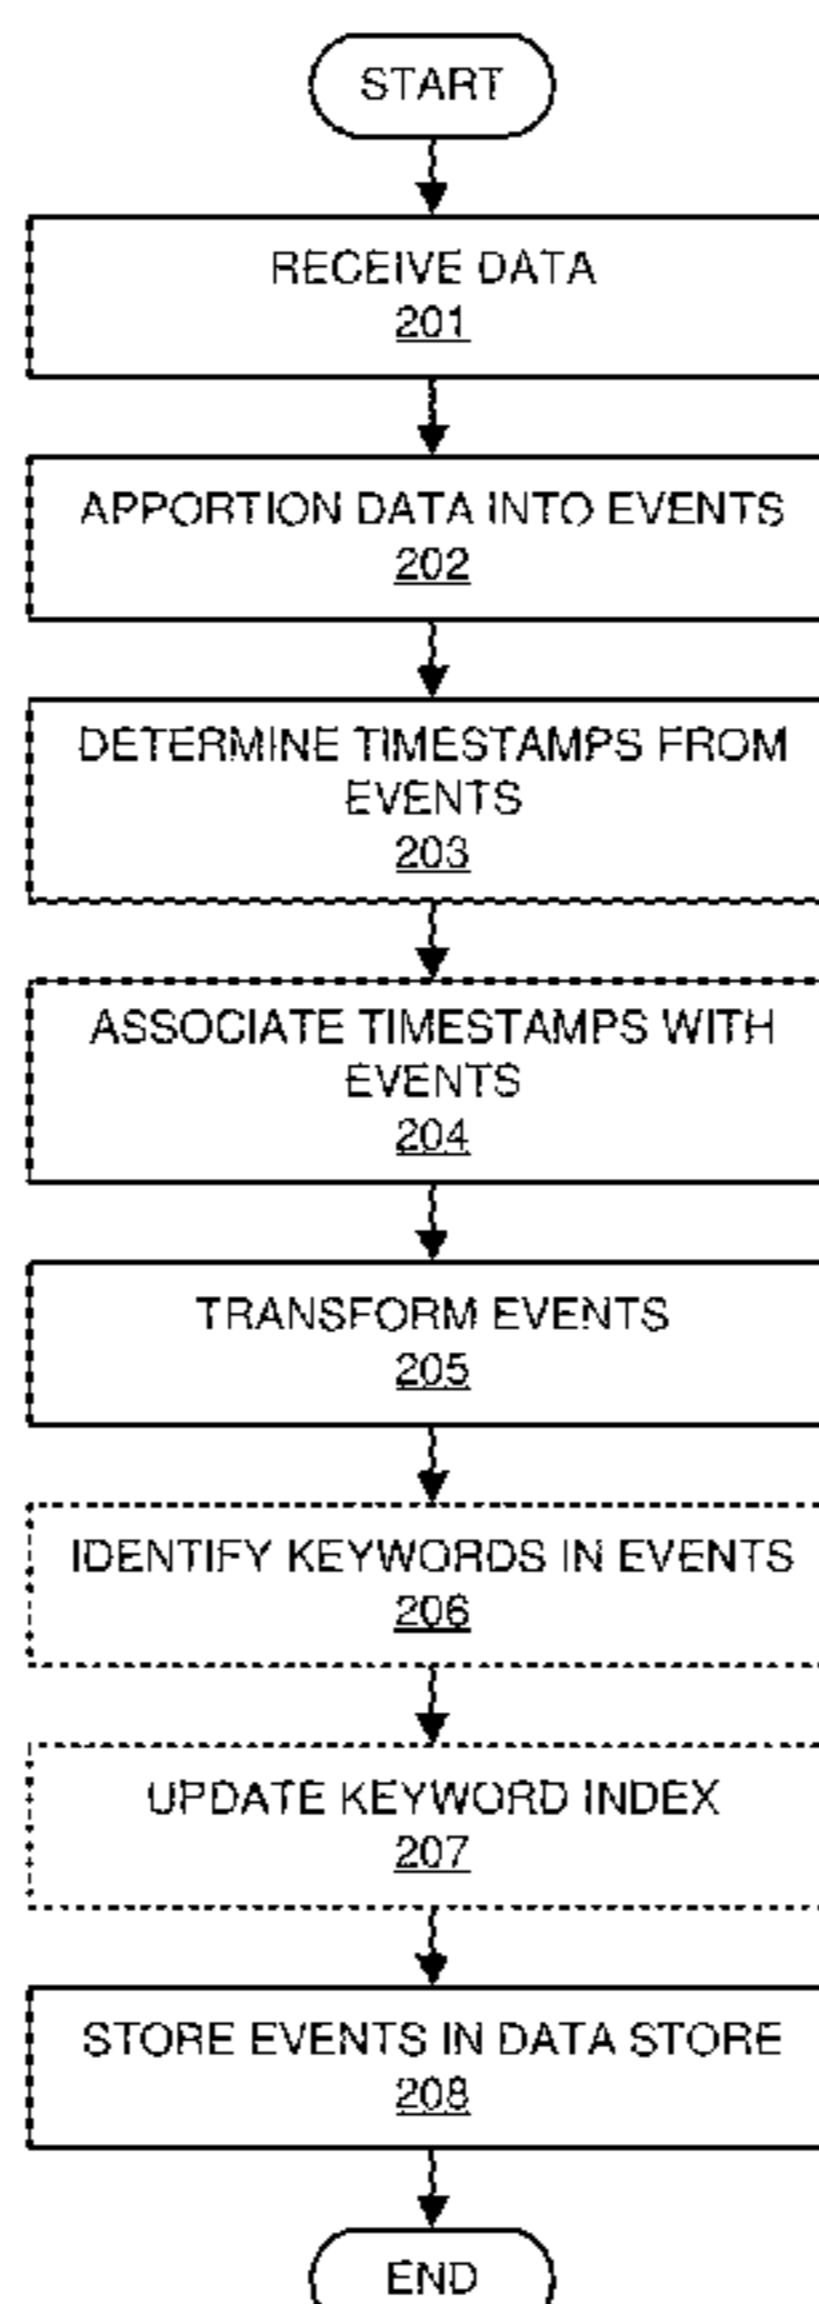 START
RECEIVE DATA
201
APPORTION DATA INTO EVENTS
202
DETERMINE TIMESTAMPS FROM
EVENTS
203
ASSOCIATE TIMESTAMPS WITH
EVENTS
204
TRANSFORM EVENTS
205
IDENTIFY KEYWORDS IN EVENTS
206
UPDATE KEYWORD INDEX
207
STORE EVENTS IN DATA STORE
208
END